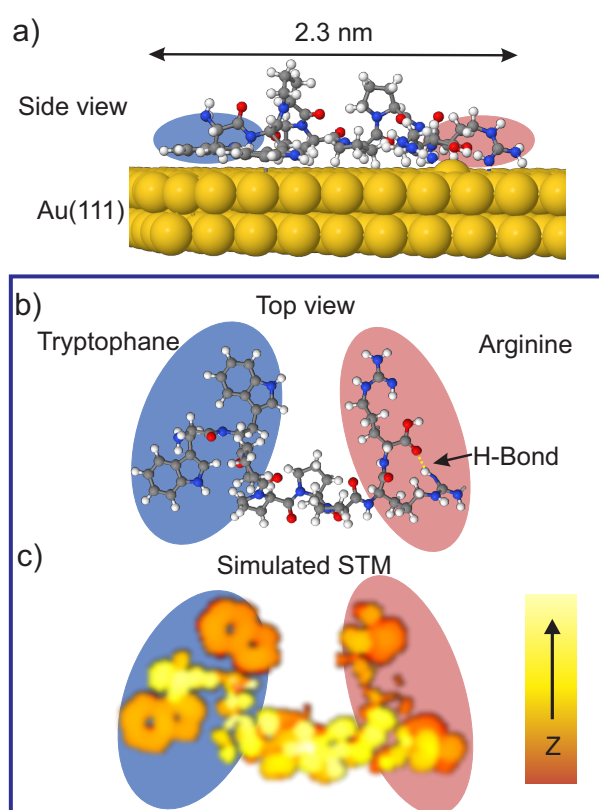 a)
2.3 nm
Side view
Au(111)
b)
Top view
Tryptophane
Arginine
H-Bond
c)
Simulated STM
Z